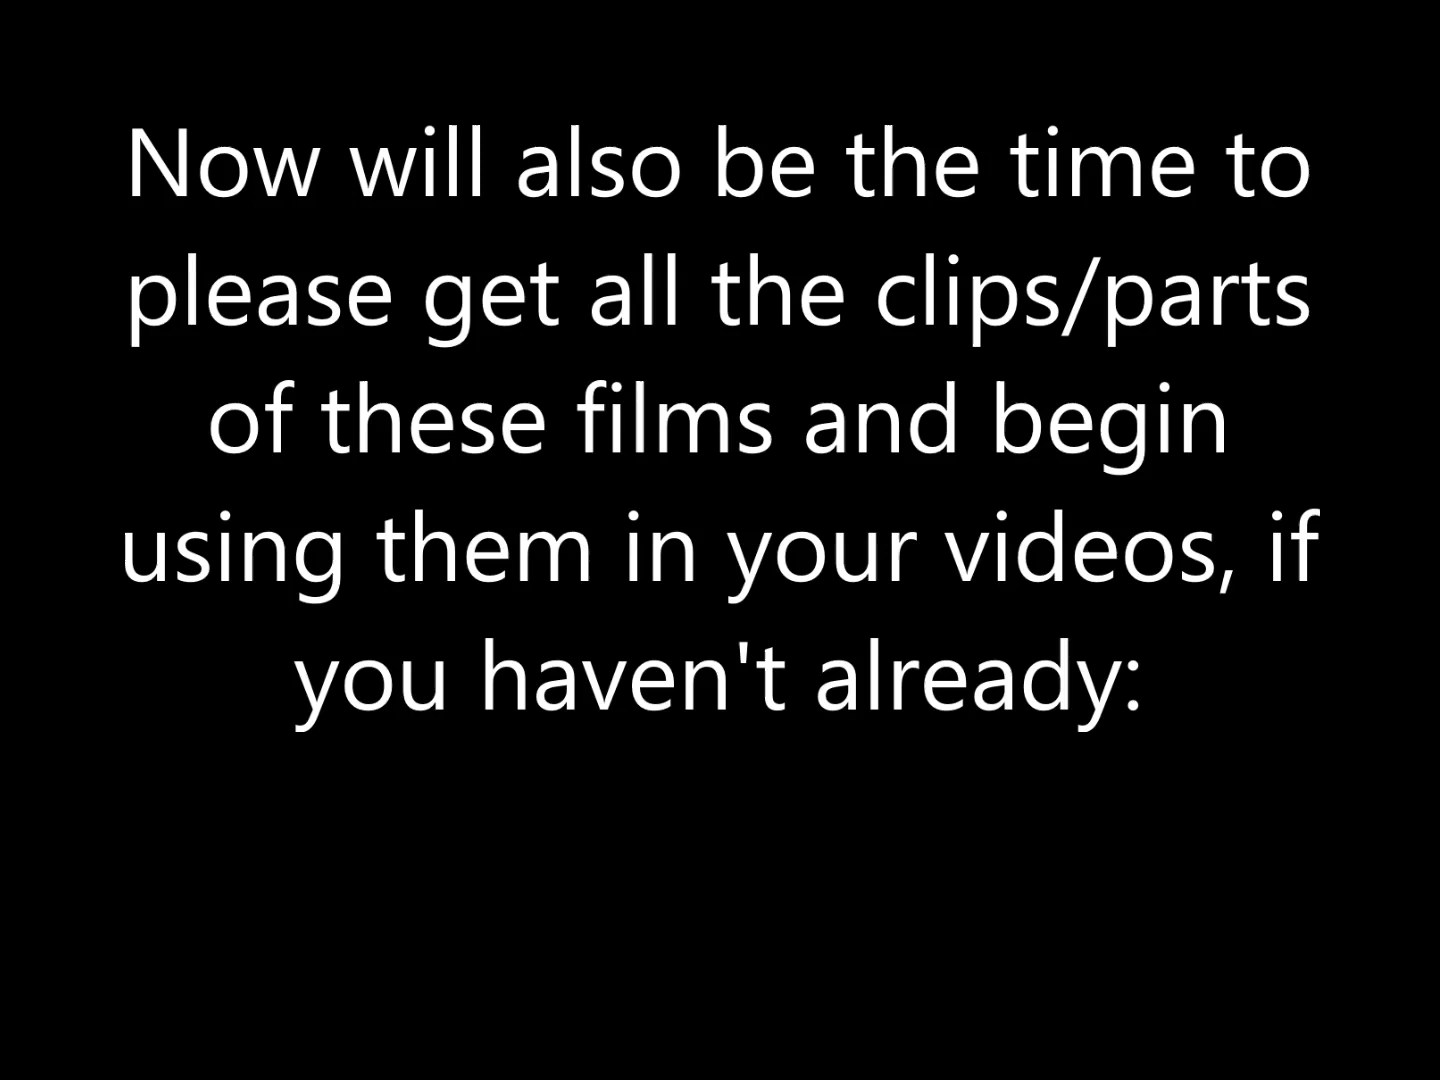 Now will also be the time to
please get all the clips/parts
of these films and begin
using them in your videos, if
you haven't already: